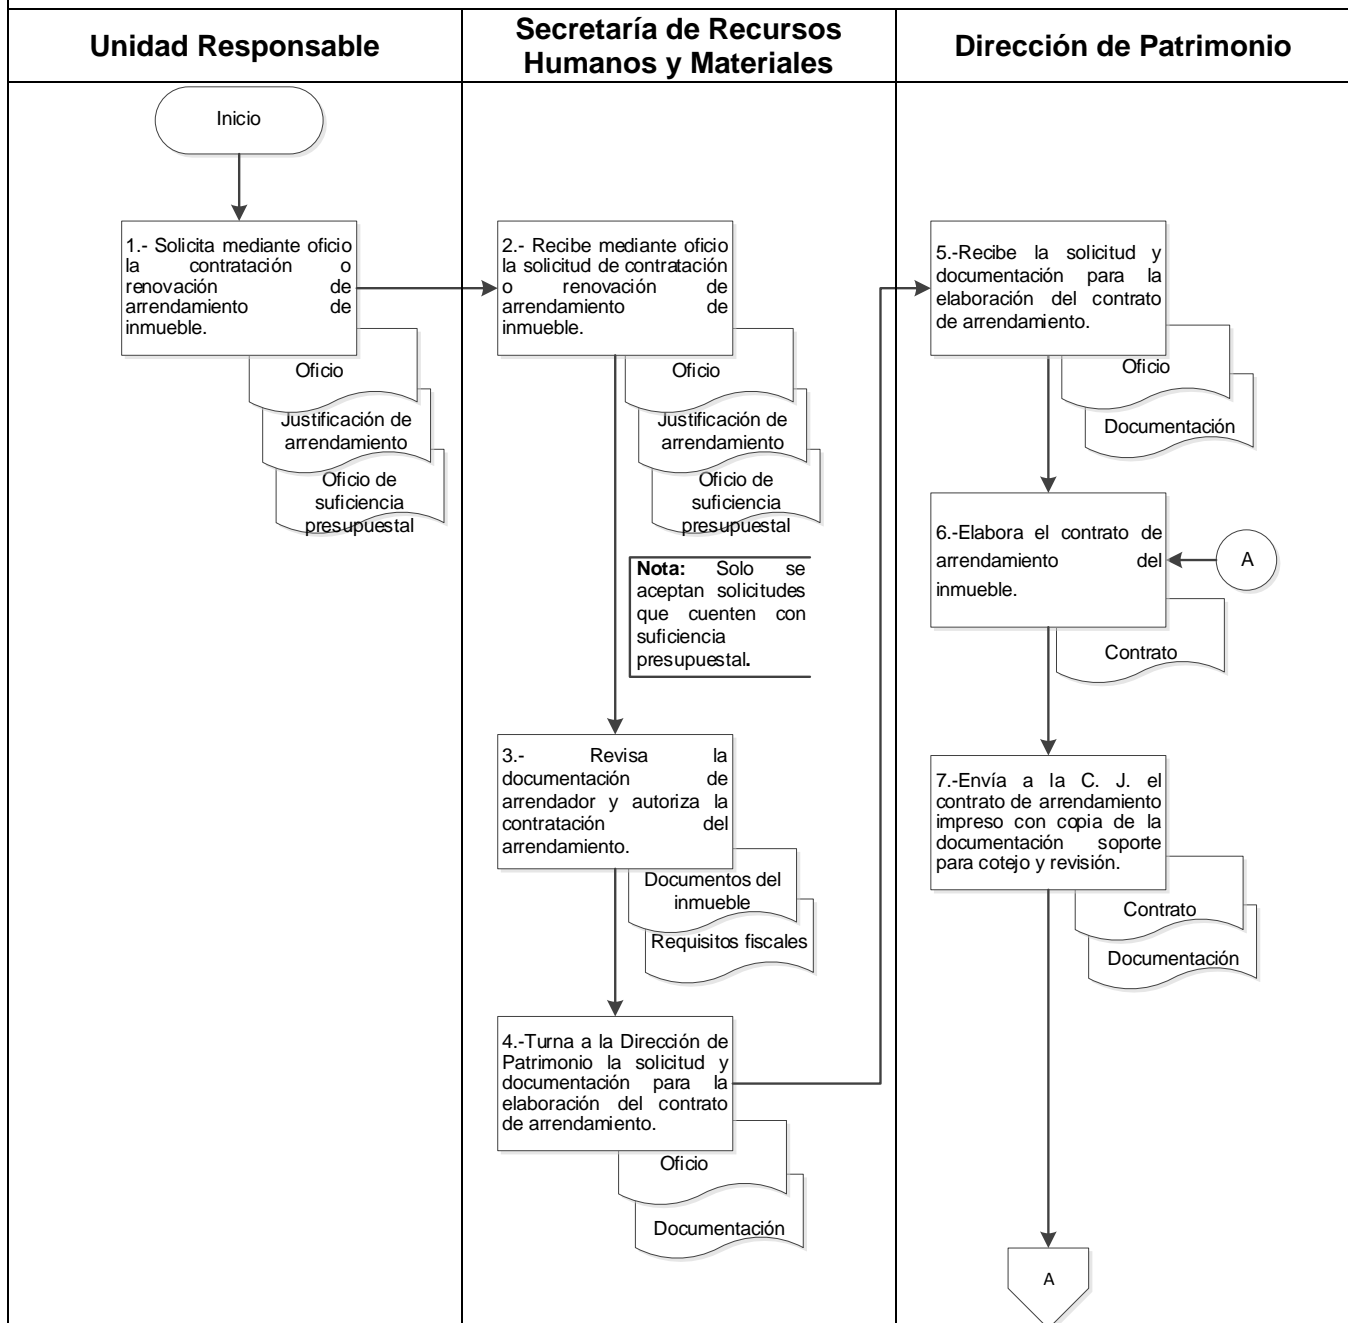 Unidad Responsable
Secretaría de Recursos
Humanos y Materiales
Dirección de Patrimonio
Inicio
1.- Solicita mediante oficio
la contratación o
renovación de
arrendamiento de
inmueble.
Oficio
Justificación de
arrendamiento
Oficio de
suficiencia
presupuestal
2.- Recibe mediante oficio
la solicitud de contratación
o renovación de
arrendamiento de
inmueble.
Oficio
Justificación de
arrendamiento
Oficio de
suficiencia
presupuestal
Nota: Solo se
aceptan solicitudes
que cuenten con
suficiencia
presupuestal.
3.- Revisa la
documentación de
arrendador y autoriza la
contratación del
arrendamiento.
Documentos del
inmueble
Requisitos fiscales
4.-Turna a la Dirección de
Patrimonio la solicitud y
documentación para la
elaboración del contrato
de arrendamiento.
Oficio
Documentación
5.-Recibe la solicitud y
documentación para la
elaboración del contrato
de arrendamiento.
Oficio
Documentación
6.-Elabora el contrato de
arrendamiento del
inmueble.
A
Contrato
7.-Envía a la C. J. el
contrato de arrendamiento
impreso con copia de la
documentación soporte
para cotejo y revisión.
Contrato
Documentación
A